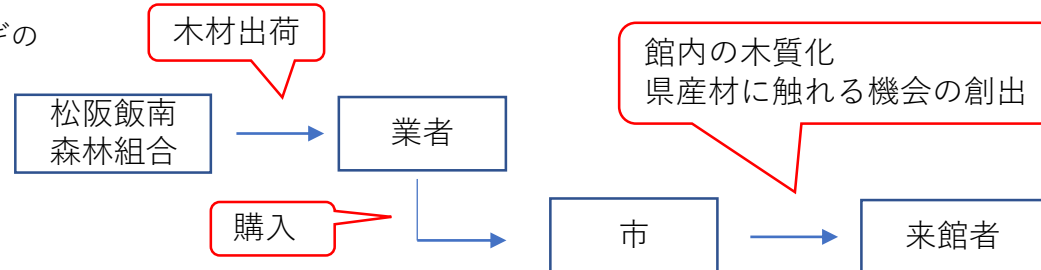 ギの
木材出荷
館内の木質化
県産材に触れる機会の創出
松阪飯南
森林組合
業者
購入
市
来館者